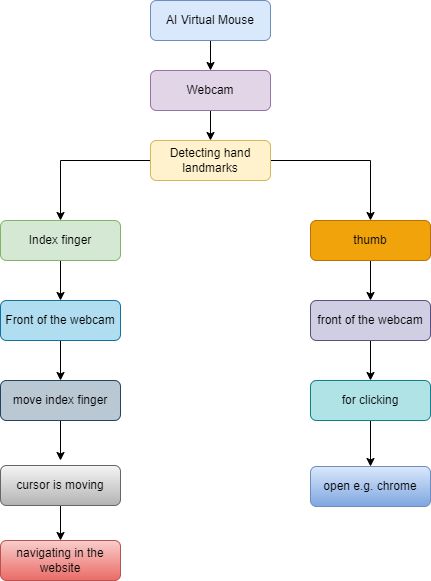 AI Virtual Mouse
Webcam
Detecting hand
landmarks
Index finger
thumb
Front of the webcam
front of the webcam
move index finger
for clicking
cursor is moving
open e.g. chrome
navigating in the
website